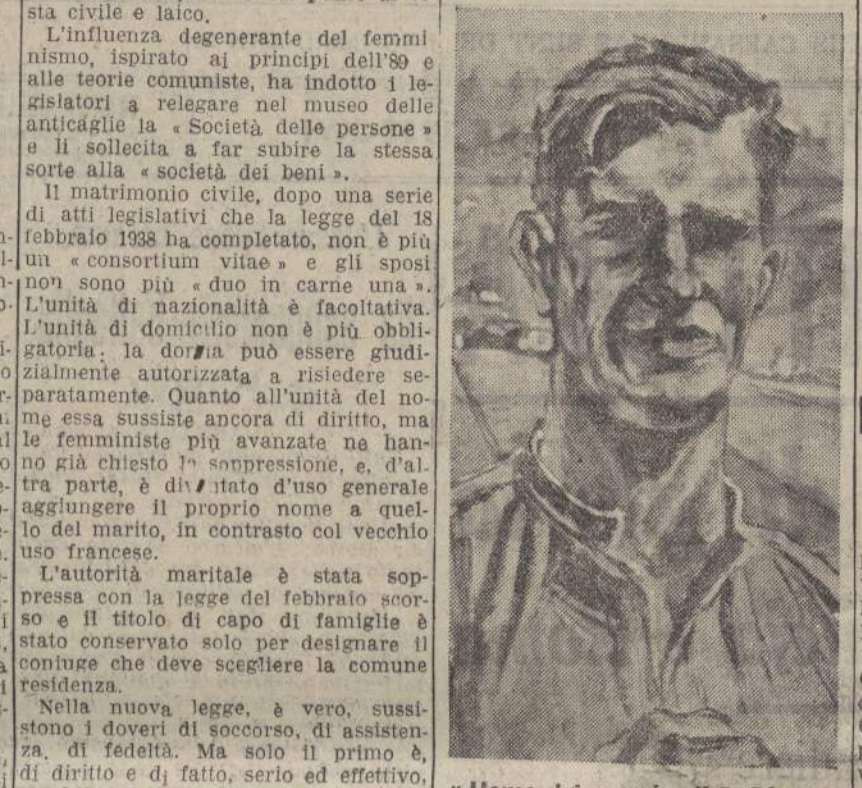 sta civile e laico.
L'influenza degenerante del femmi
nismo, ispirato ai principi dell'89 e
alle teorie comuniste, ha indotto i le-
gislatori a relegare nel museo delle
anticaglie la « Società delle persone »
e li sollecita a far subire la stessa
sorte alla « società dei beni ».
Il matrimonio civile, dopo una serie
di atti legislativi che la legge del 18
febbraio 1938 ha completato, non è più
un « consortium vitae » e gli sposi
non sono più « duo in carne una ».
L'unità di nazionalità è facoltativa.
L'unità di domicilio non è più obbli-
gatoria: la può essere giudi-
zialmente autorizzata a risiedere se-
paratamente. Quanto all'unità del no-
me essa sussiste ancora di diritto, ma
le femministe più avanzate ne han-
no già chiesto la soppressione, e, d'al-
tra parte, è d'uso generale
aggiungere il proprio nome a quel-
lo del marito, in contrasto col vecchio
uso francese.
L'autorità maritale è stata sop-
pressa con la legge del febbraio scor-
so e il titolo di capo di famiglie è
stato conservato solo per designare il
coniuge che deve scegliere la comune
residenza.
Nella nuova legge, è vero, sussi-
stono i doveri di soccorso, di assisten-
za, di fedeltà. Ma solo il primo è,
di diritto e di fatto, serio ed effettivo,